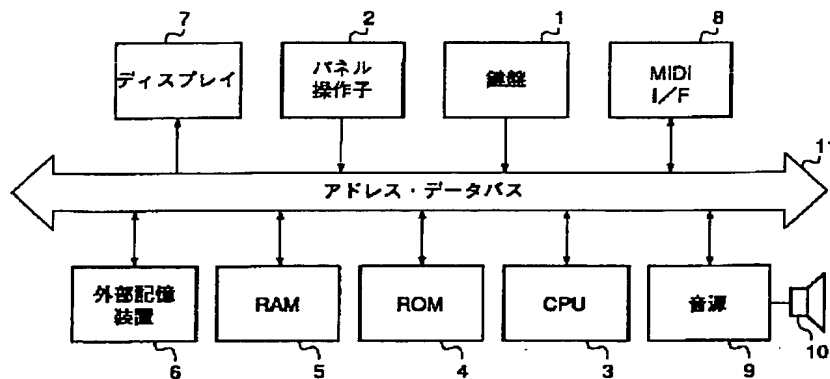 7
2
1
8
ディスプレイ
パネル
操作子
鍵盤
MIDI
I/F
11
アドレス・データバス
外部記憶
装置
RAM
ROM
CPU
音源
6
5
4
3
9
10